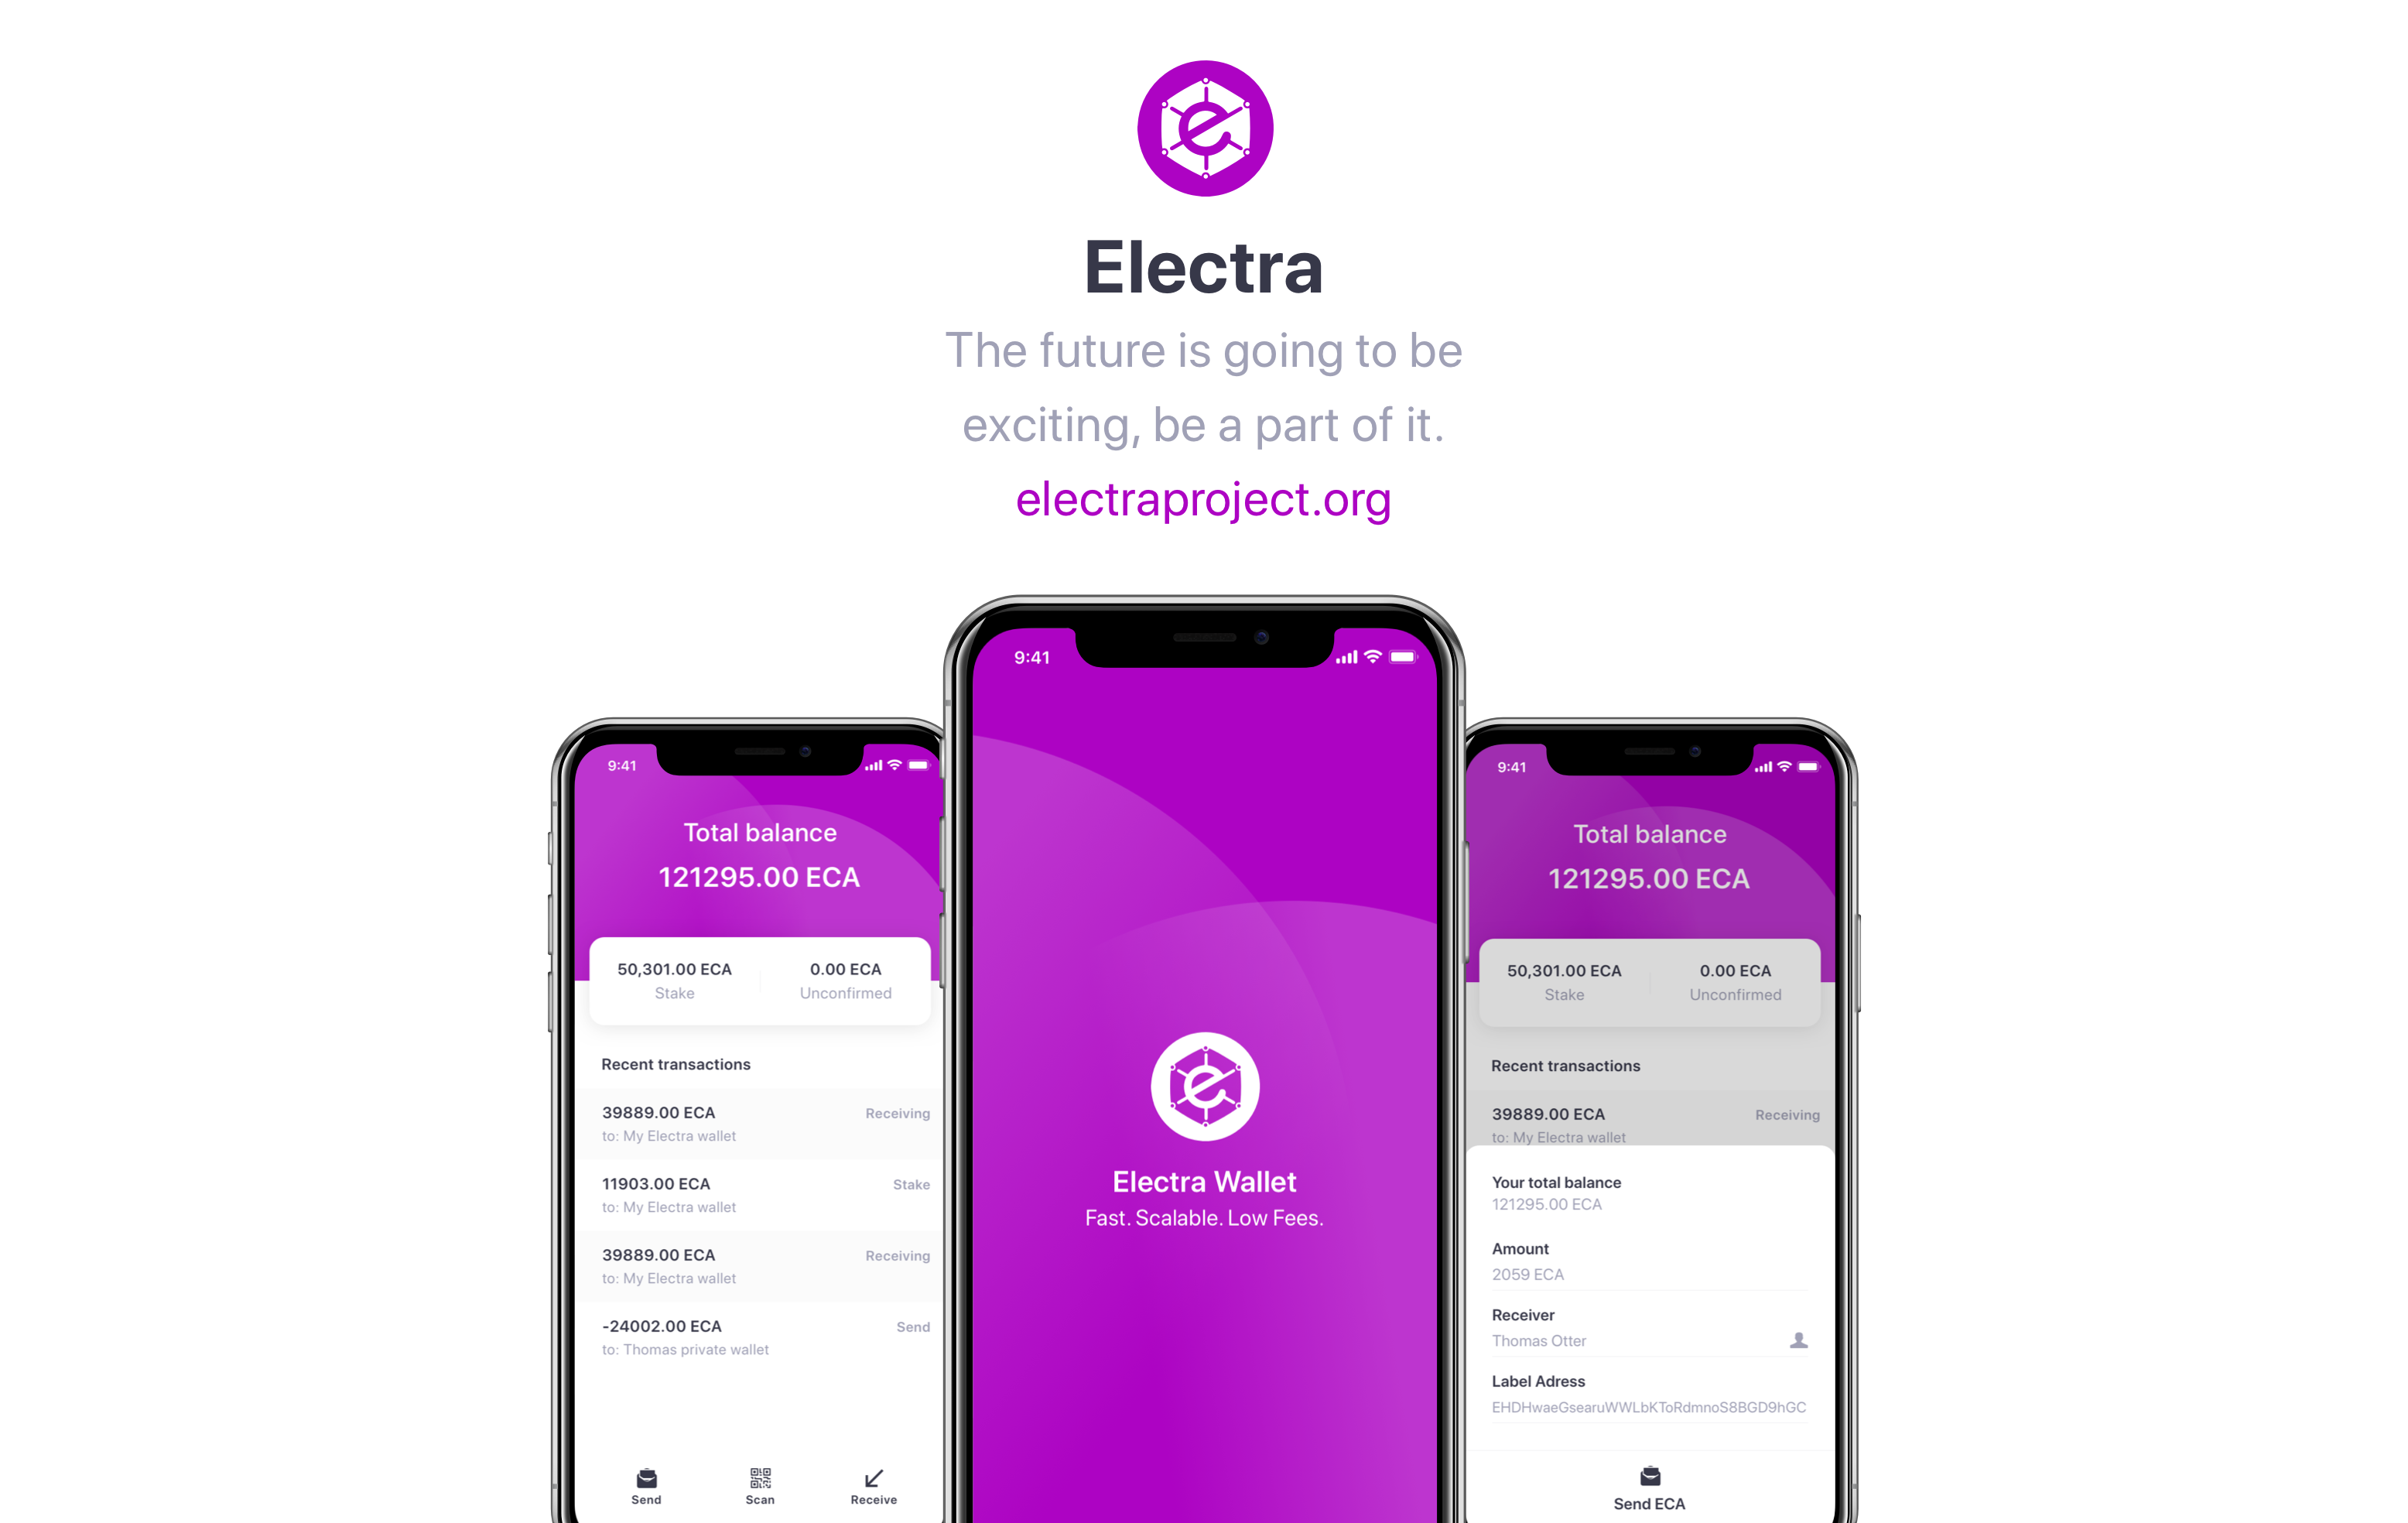 Electra
The future is going to be
exciting, be a part of it.
electraproject.org
9:41
Total balance
121295.00 ECA
50,301.00 ECA
0.00 ECA
Stake
Unconfirmed
Recent transactions
39889.00 ECA
Receiving
to: My Electra wallet
11903.00 ECA
Stake
to: My Electra wallet
39889.00 ECA
Receiving
to: My Electra wallet
-24002.00 ECA
Send
to: Thomas private wallet
Send
Scan
Receive
9:41
Electra Wallet
Fast. Scalable. Low Fees.
9:41
Total balance
121295.00 ECA
50,301.00 ECA
0.00 ECA
Stake
Unconfirmed
Recent transactions
39889.00 ECA
Receiving
to: My Electra wallet
Your total balance
121295.00 ECA
Amount
2059 ECA
Receiver
Thomas Otter
Label Adress
EHDHwaeGsearuWWLbKToRdmnoS8BGD9hGC
Send ECA